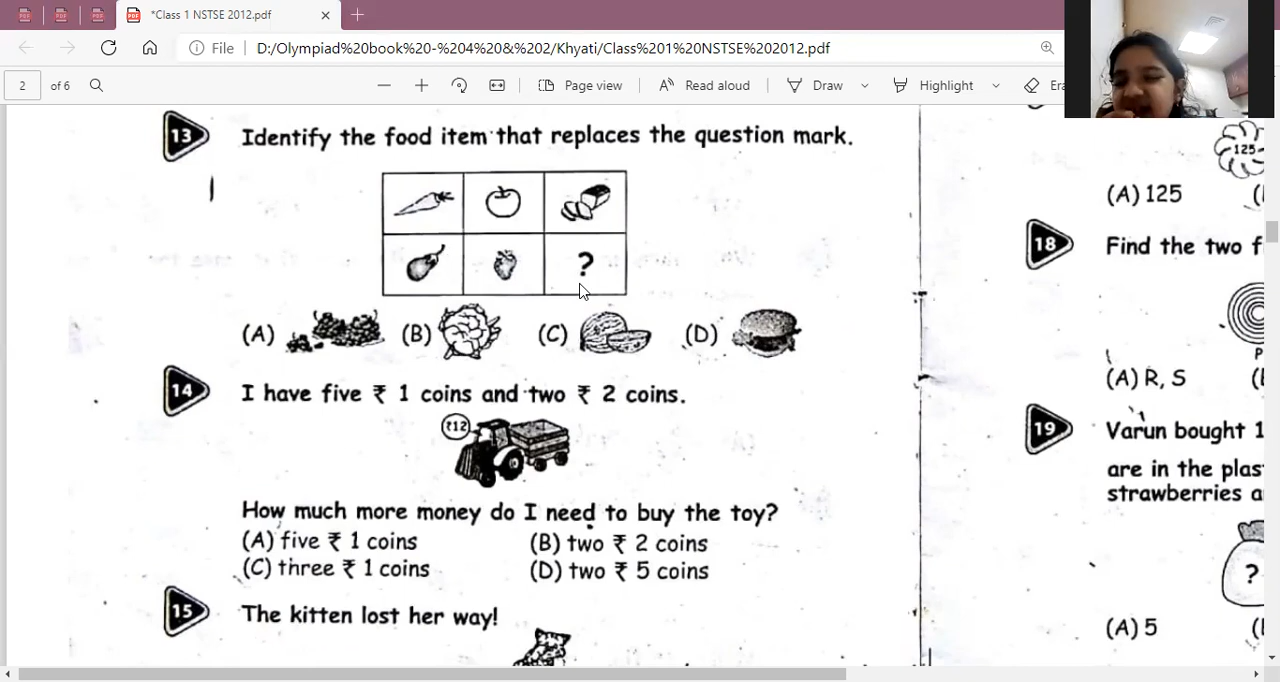 *Class 1 NSTSE 2012.pdf
File D:/Olympiad%20book%20-%204%20&%202/Khyati/Class%201%20NSTSE%202012.pdf
2 of 6 Page view Read aloud Draw Highlight Era
13 Identify the food item that replaces the question mark.
?
(A) (B) (C) (D)
14 I have five ₹ 1 coins and two ₹ 2 coins.
₹12
How much more money do I need to buy the toy?
(A) five ₹ 1 coins (B) two ₹ 2 coins
(C) three ₹ 1 coins (D) two ₹ 5 coins
15 The kitten lost her way!
125
(A) 125
18 Find the two f
P
(A) R, S
19 Varun bought 1
are in the plas
strawberries a
?
(A) 5